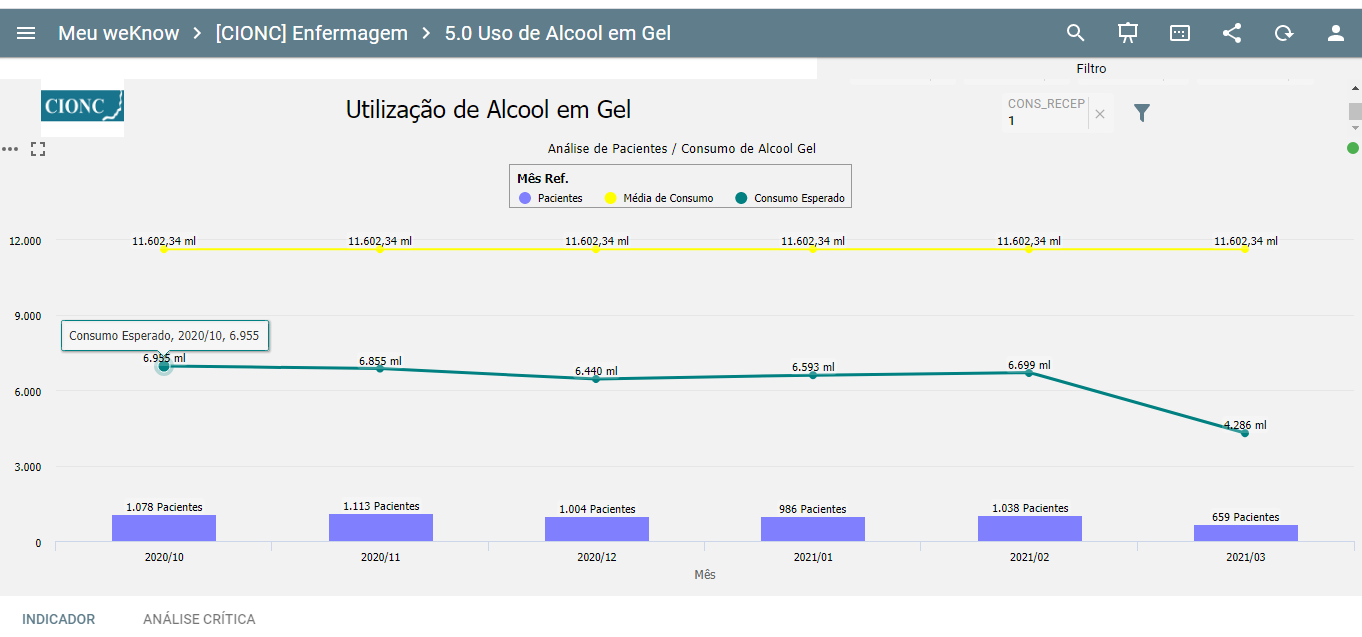 Meu weKnow > [CIONC] Enfermagem > 5.0 Uso de Alcool em Gel
Filtro
CIONC
Utilização de Alcool em Gel
CONS_RECEP
1
Análise de Pacientes / Consumo de Alcool Gel
Mês Ref.
Pacientes Média de Consumo Consumo Esperado
12.000
11.602,34 ml 11.602,34 ml 11.602,34 ml 11.602,34 ml 11.602,34 ml 11.602,34 ml
9.000
Consumo Esperado, 2020/10, 6.955
6.955 ml 6.855 ml 6.440 ml 6.593 ml 6.699 ml 4.286 ml
6.000
3.000
1.078 Pacientes 1.113 Pacientes 1.004 Pacientes 986 Pacientes 1.038 Pacientes 659 Pacientes
0
2020/10 2020/11 2020/12 2021/01 2021/02 2021/03
Mês
INDICADOR ANÁLISE CRÍTICA